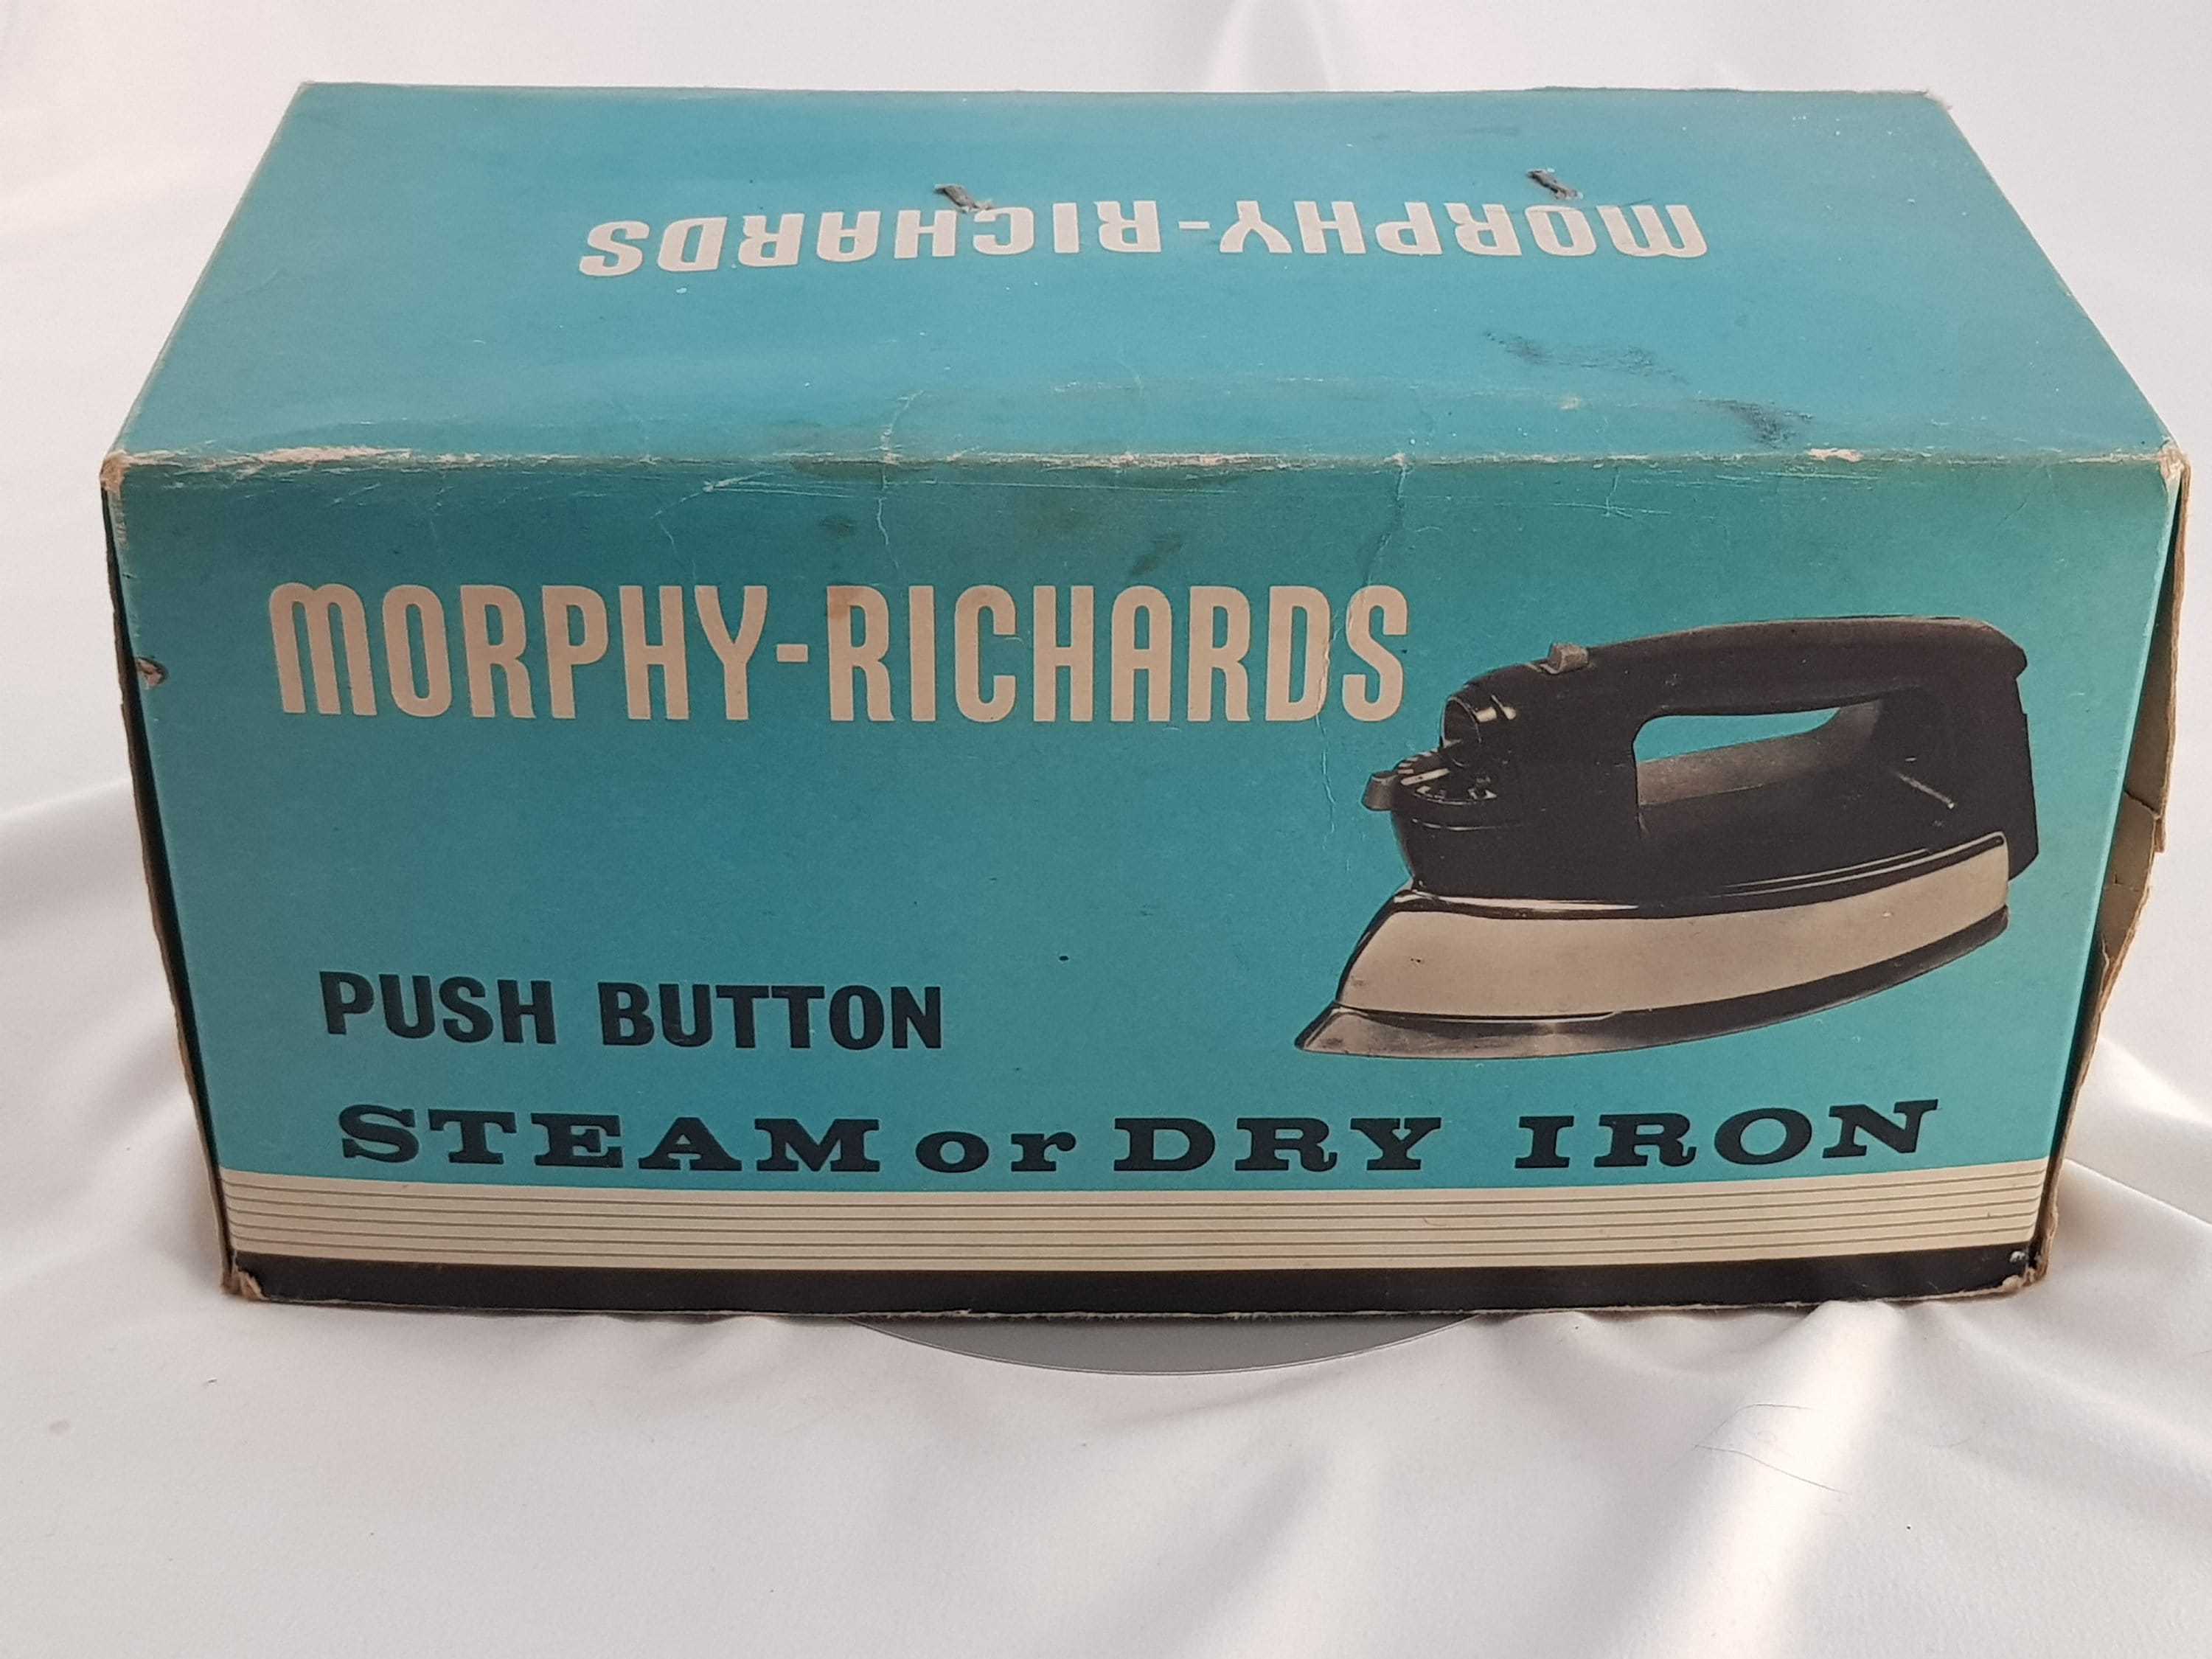 MORPHY-RICHARDS
MORPHY-RICHARDS
PUSH BUTTON
STEAM or DRY IRON